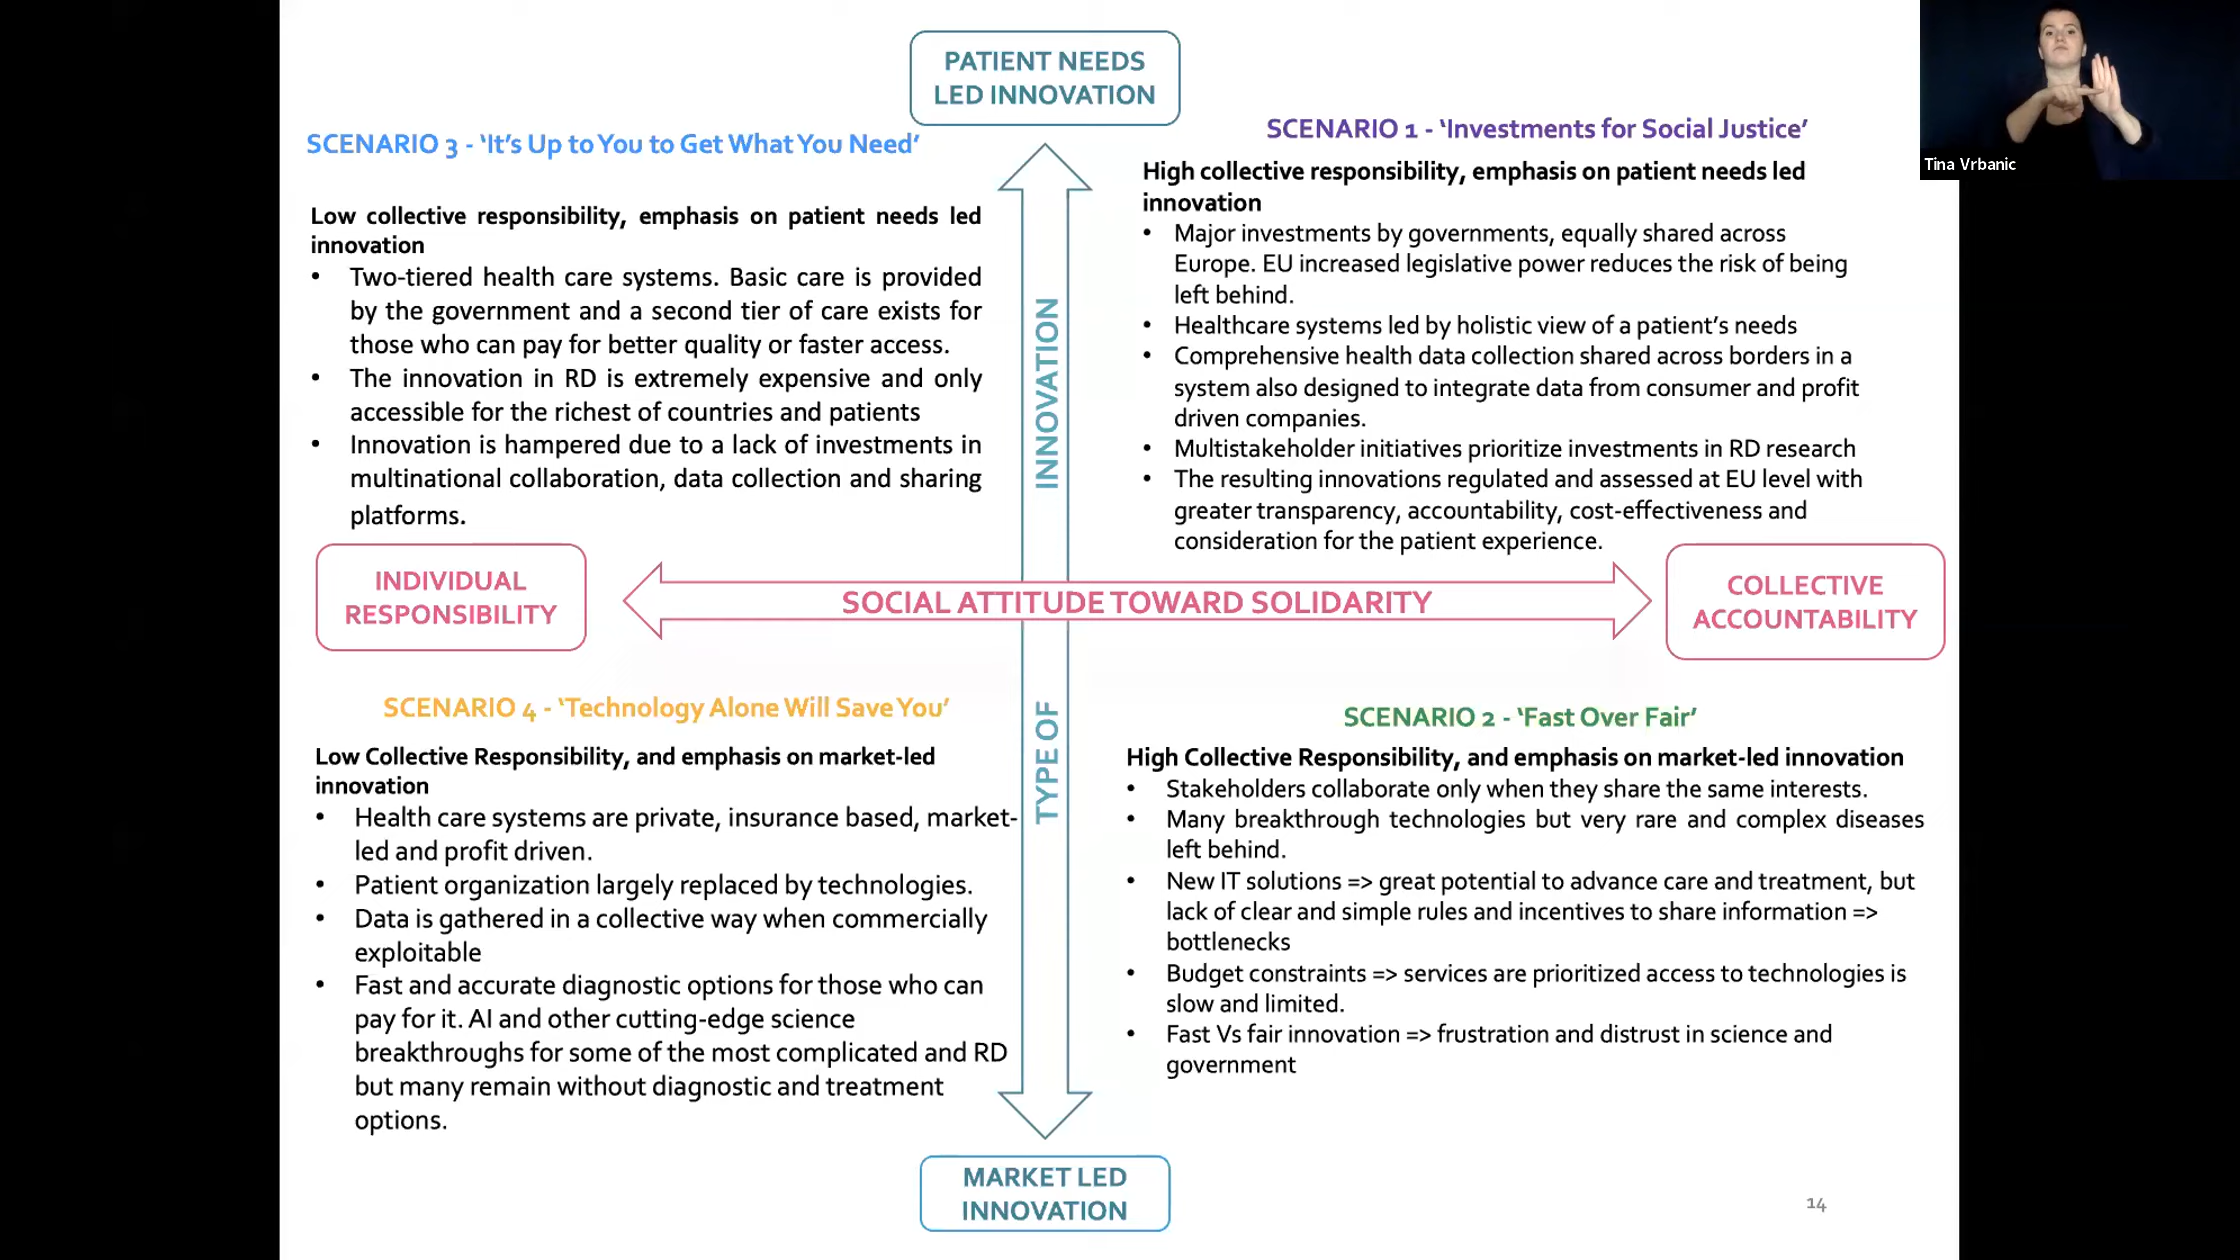 PATIENT NEEDS
LED INNOVATION
Tina Vrbanic
SCENARIO 3 - ‘It’s Up to You to Get What You Need’
Low collective responsibility, emphasis on patient needs led
innovation
• Two-tiered health care systems. Basic care is provided
by the government and a second tier of care exists for
those who can pay for better quality or faster access.
• The innovation in RD is extremely expensive and only
accessible for the richest of countries and patients
• Innovation is hampered due to a lack of investments in
multinational collaboration, data collection and sharing
platforms.
SCENARIO 1 - ‘Investments for Social Justice’
High collective responsibility, emphasis on patient needs led
innovation
• Major investments by governments, equally shared across
Europe. EU increased legislative power reduces the risk of being
left behind.
• Healthcare systems led by holistic view of a patient’s needs
• Comprehensive health data collection shared across borders in a
system also designed to integrate data from consumer and profit
driven companies.
• Multistakeholder initiatives prioritize investments in RD research
• The resulting innovations regulated and assessed at EU level with
greater transparency, accountability, cost-effectiveness and
consideration for the patient experience.
INDIVIDUAL
RESPONSIBILITY
SOCIAL ATTITUDE TOWARD SOLIDARITY
COLLECTIVE
ACCOUNTABILITY
TYPE OF
INNOVATION
SCENARIO 4 - ‘Technology Alone Will Save You’
Low Collective Responsibility, and emphasis on market-led
innovation
• Health care systems are private, insurance based, market-
led and profit driven.
• Patient organization largely replaced by technologies.
• Data is gathered in a collective way when commercially
exploitable
• Fast and accurate diagnostic options for those who can
pay for it. AI and other cutting-edge science
breakthroughs for some of the most complicated and RD
but many remain without diagnostic and treatment
options.
SCENARIO 2 - ‘Fast Over Fair’
High Collective Responsibility, and emphasis on market-led innovation
• Stakeholders collaborate only when they share the same interests.
• Many breakthrough technologies but very rare and complex diseases
left behind.
• New IT solutions => great potential to advance care and treatment, but
lack of clear and simple rules and incentives to share information =>
bottlenecks
• Budget constraints => services are prioritized access to technologies is
slow and limited.
• Fast Vs fair innovation => frustration and distrust in science and
government
MARKET LED
INNOVATION
14